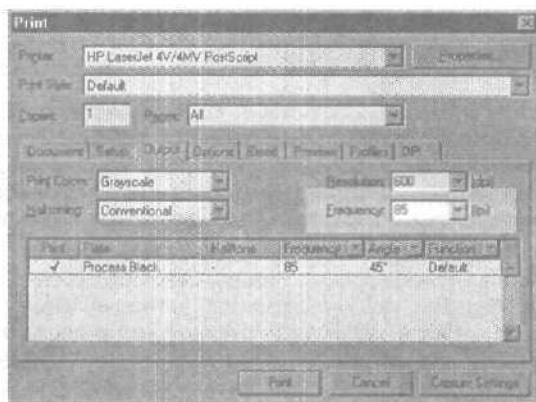 Print
Printer: HP LaserJet 4V/4MV PostScript Properties...
Print Style: Default
Copies: 1 Pages: All
Document Setup Output Options Preview Profiles
Print Colors: Grayscale Resolution: 600 (dpi)
Halftoning: Conventional Frequency: 85 (lpi)
Print Plate Halftone Frequency Angle Function
✓ Process Black - 85 45° Default
Print Cancel Capture Settings